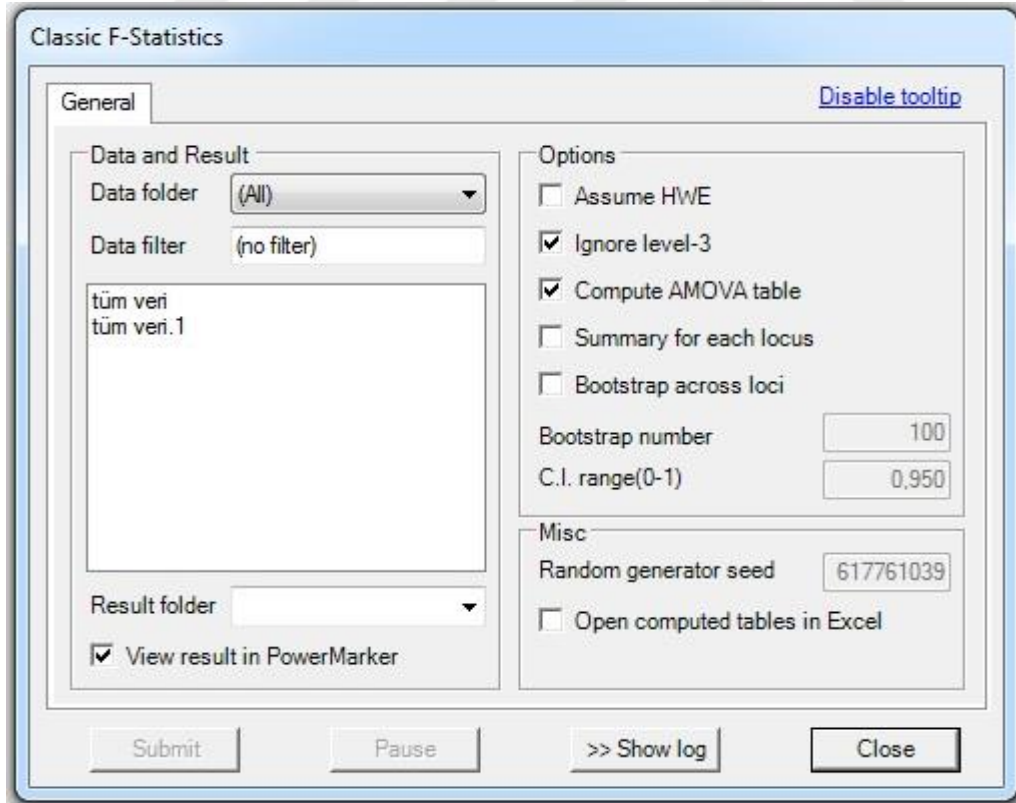 Classic F-Statistics
General
Disable tooltip
Data and Result
Data folder (All)
Data filter (no filter)
tüm veri
tüm veri.1
Result folder
View result in PowerMarker
Options
Assume HWE
Ignore level-3
Compute AMOVA table
Summary for each locus
Bootstrap across loci
Bootstrap number 100
C.I. range(0-1) 0,950
Misc
Random generator seed 617761039
Open computed tables in Excel
Submit Pause >> Show log Close